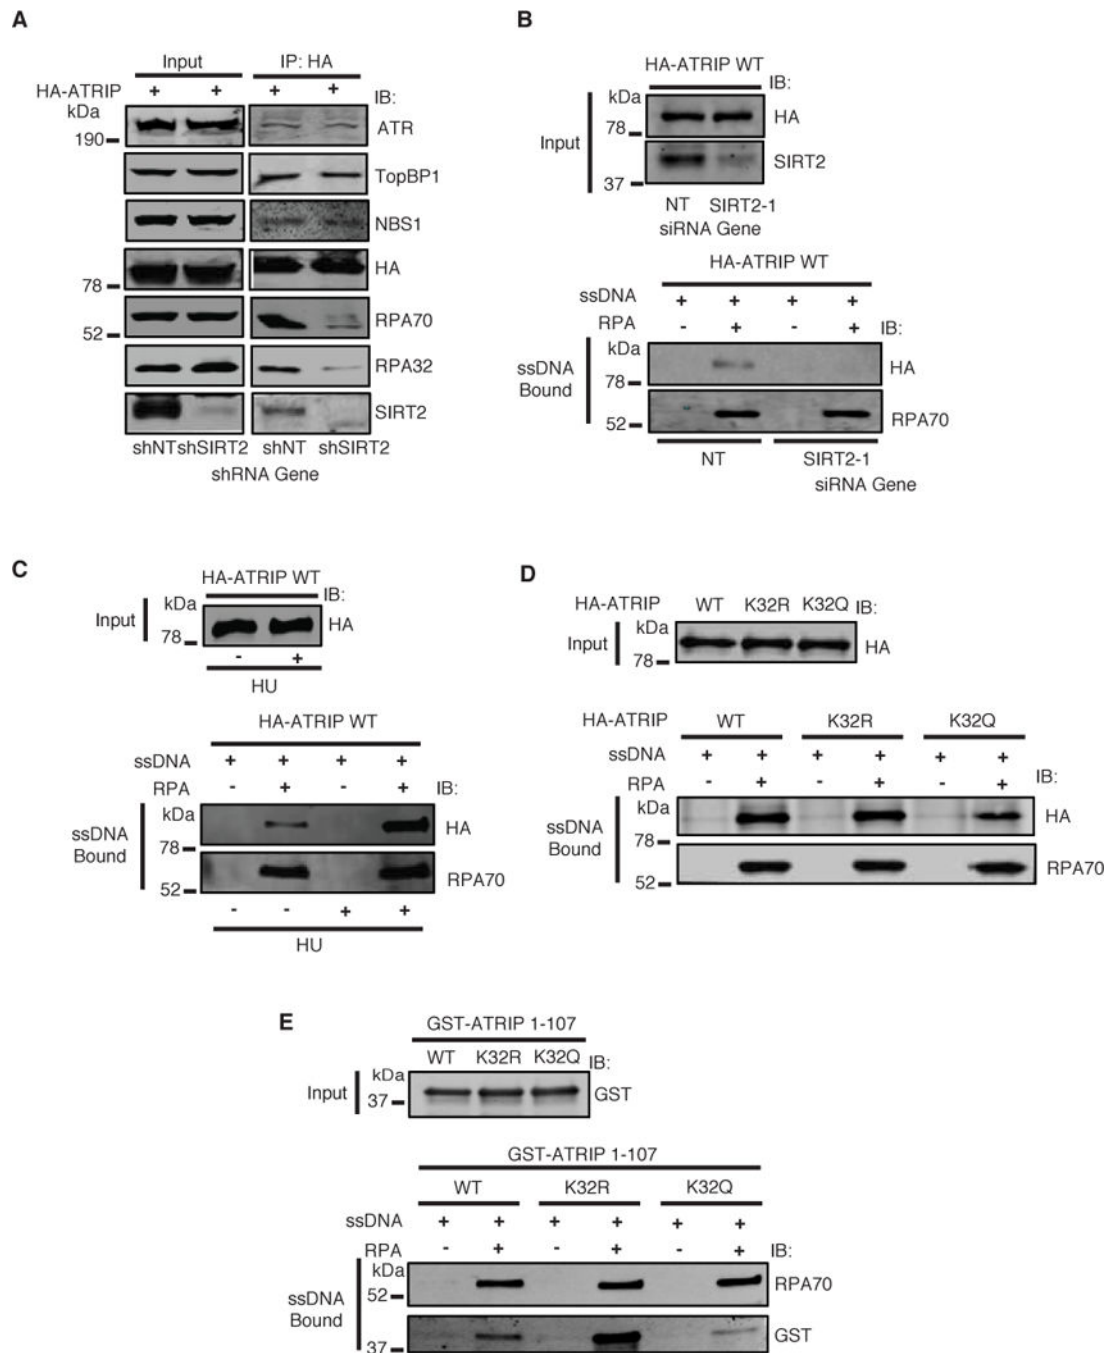 A
Input IP: HA
HA-ATRIP + + + + IB:
kDa
190 ATR
TopBP1
NBS1
78 HA
52 RPA70
RPA32
SIRT2
shNT shSIRT2 shNT shSIRT2
shRNA Gene
B
HA-ATRIP WT
kDa IB:
Input 78 HA
37 SIRT2
NT SIRT2-1
siRNA Gene
HA-ATRIP WT
ssDNA + + + +
RPA - + - + IB:
kDa
ssDNA Bound 78 HA
52 RPA70
NT SIRT2-1
siRNA Gene
C
HA-ATRIP WT
kDa IB:
Input 78 HA
- +
HU
HA-ATRIP WT
ssDNA + + + +
RPA - + - + IB:
kDa
ssDNA Bound 78 HA
52 RPA70
- - + +
HU
D
HA-ATRIP WT K32R K32Q IB:
kDa
Input 78 HA
HA-ATRIP WT K32R K32Q
ssDNA + + + + + +
RPA - + - + - + IB:
kDa
ssDNA Bound 78 HA
52 RPA70
E
GST-ATRIP 1-107
WT K32R K32Q IB:
kDa
Input 37 GST
GST-ATRIP 1-107
WT K32R K32Q
ssDNA + + + + + +
RPA - + - + - + IB:
kDa
ssDNA Bound 52 RPA70
37 GST